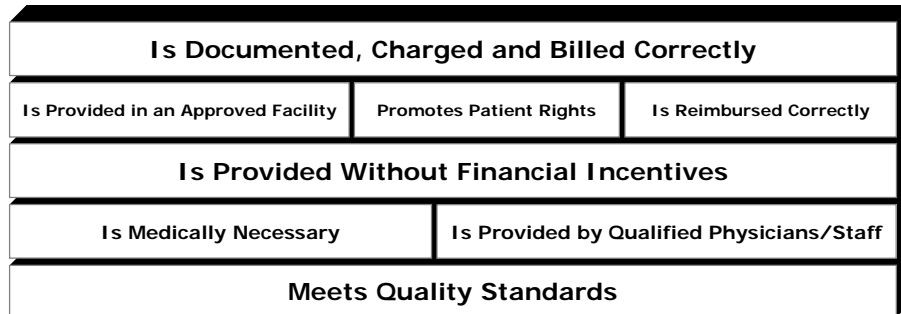 Is Documented, Charged and Billed Correctly
Is Provided in an Approved Facility
Promotes Patient Rights
Is Reimbursed Correctly
Is Provided Without Financial Incentives
Is Medically Necessary
Is Provided by Qualified Physicians/Staff
Meets Quality Standards